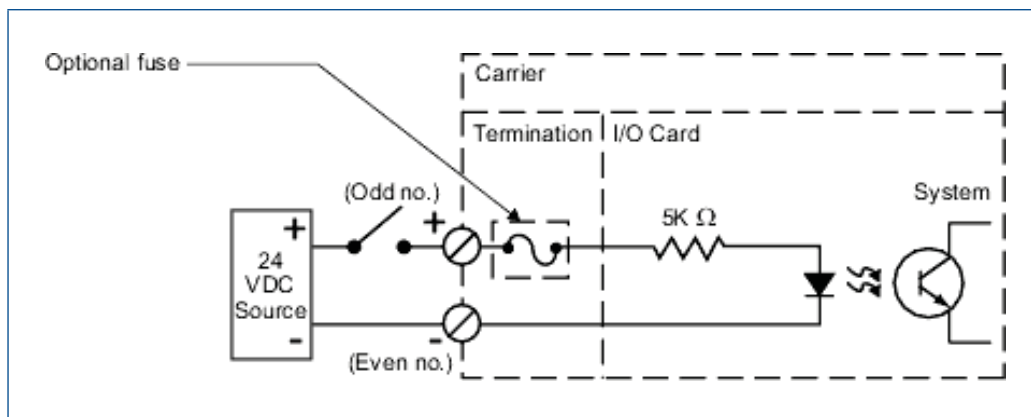 Optional fuse
Carrier
Termination
I/O Card
System
(Odd no.)
+
5K Ω
+
24
VDC
Source
-
-
(Even no.)